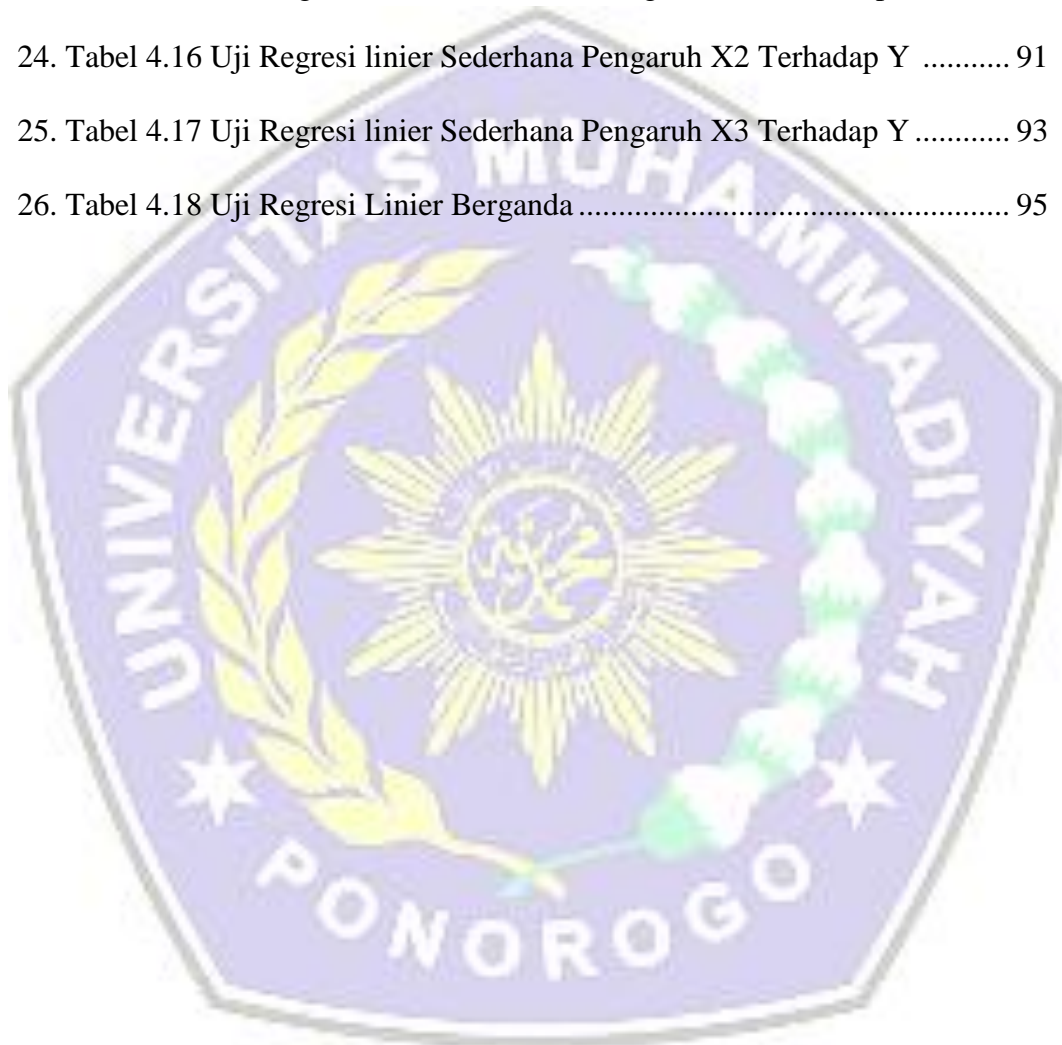 24. Tabel 4.16 Uji Regresi linier Sederhana Pengaruh X2 Terhadap Y ........... 91
25. Tabel 4.17 Uji Regresi linier Sederhana Pengaruh X3 Terhadap Y ............ 93
26. Tabel 4.18 Uji Regresi Linier Berganda ....................................................... 95
UNIVERSITAS MUHAMMADIYAH
PONOROGO